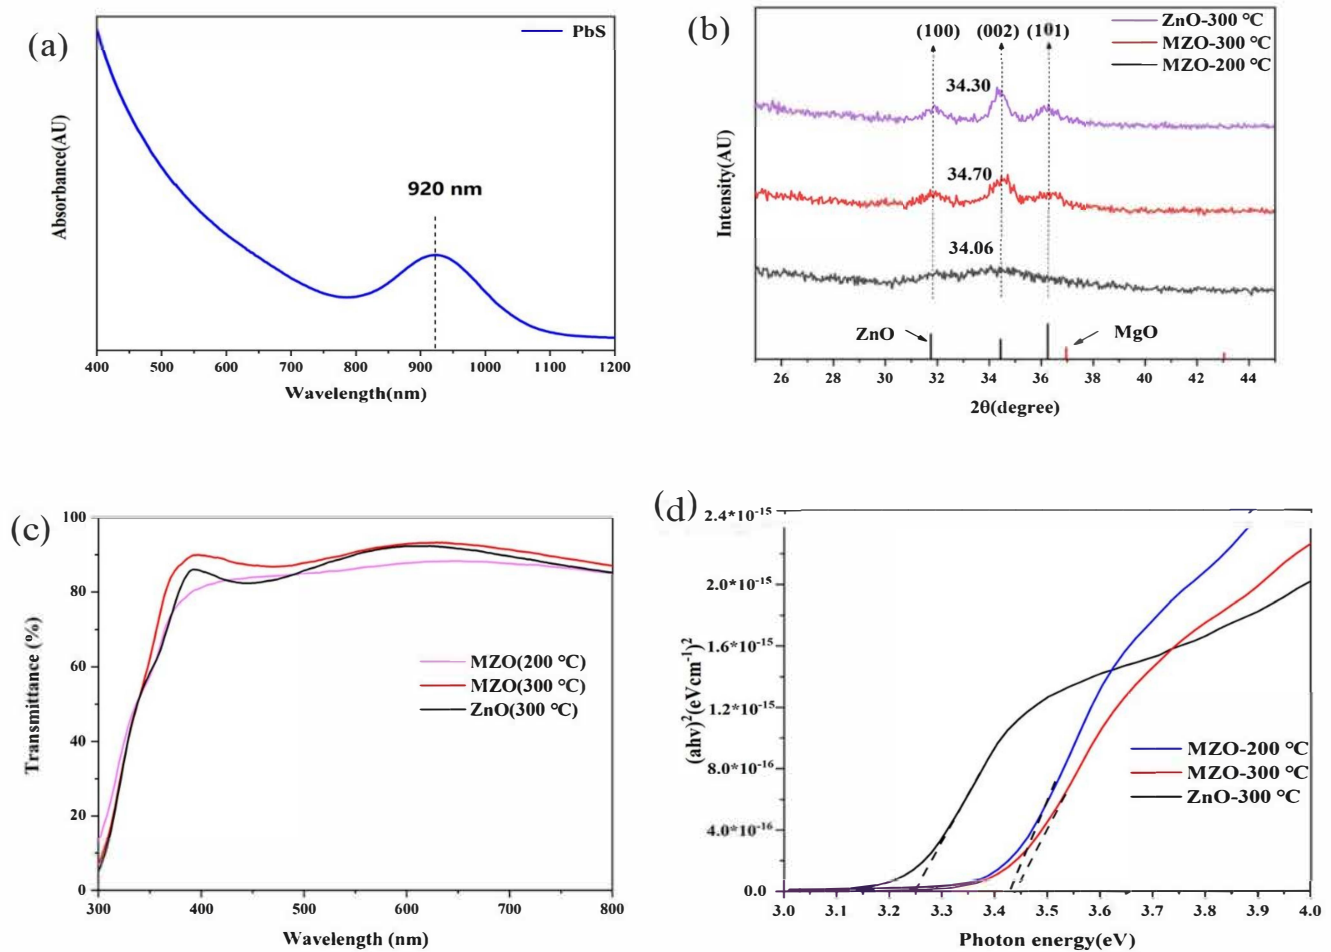 (a)
PbS
920 nm
Absorbance(AU)
400 500 600 700 800 900 1000 1100 1200
Wavelength(nm)
(b)
ZnO-300 °C
MZO-300 °C
MZO-200 °C
(100) (002) (101)
34.30
34.70
34.06
ZnO
MgO
Intensity(AU)
26 28 30 32 34 36 38 40 42 44
2θ(degree)
(c)
100
80
60
40
20
0
Transmittance (%)
MZO(200 °C)
MZO(300 °C)
ZnO(300 °C)
300 400 500 600 700 800
Wavelength (nm)
(d)
2.4*10-15
2.0*10-15
1.6*10-15
1.2*10-15
8.0*10-16
4.0*10-16
0.0
(ahv)2(eVcm-1)2
MZO-200 °C
MZO-300 °C
ZnO-300 °C
3.0 3.1 3.2 3.3 3.4 3.5 3.6 3.7 3.8 3.9 4.0
Photon energy(eV)